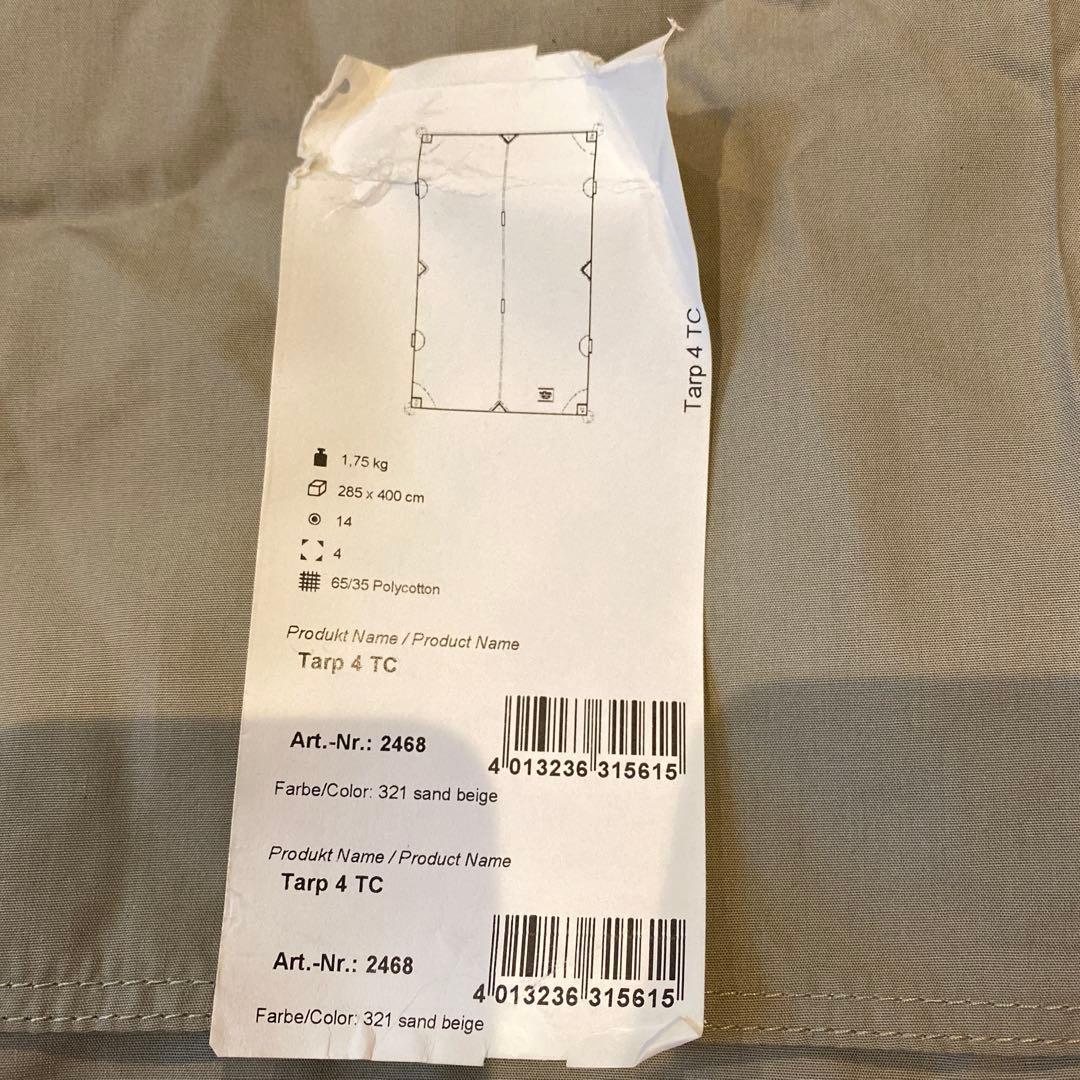 Tarp 4 TC
1,75 kg
285 x 400 cm
14
4
65/35 Polycotton
Produkt Name / Product Name
Tarp 4 TC
Art.-Nr.: 2468
4 013236 315615
Farbe/Color: 321 sand beige
Produkt Name / Product Name
Tarp 4 TC
Art.-Nr.: 2468
4 013236 315615
Farbe/Color: 321 sand beige